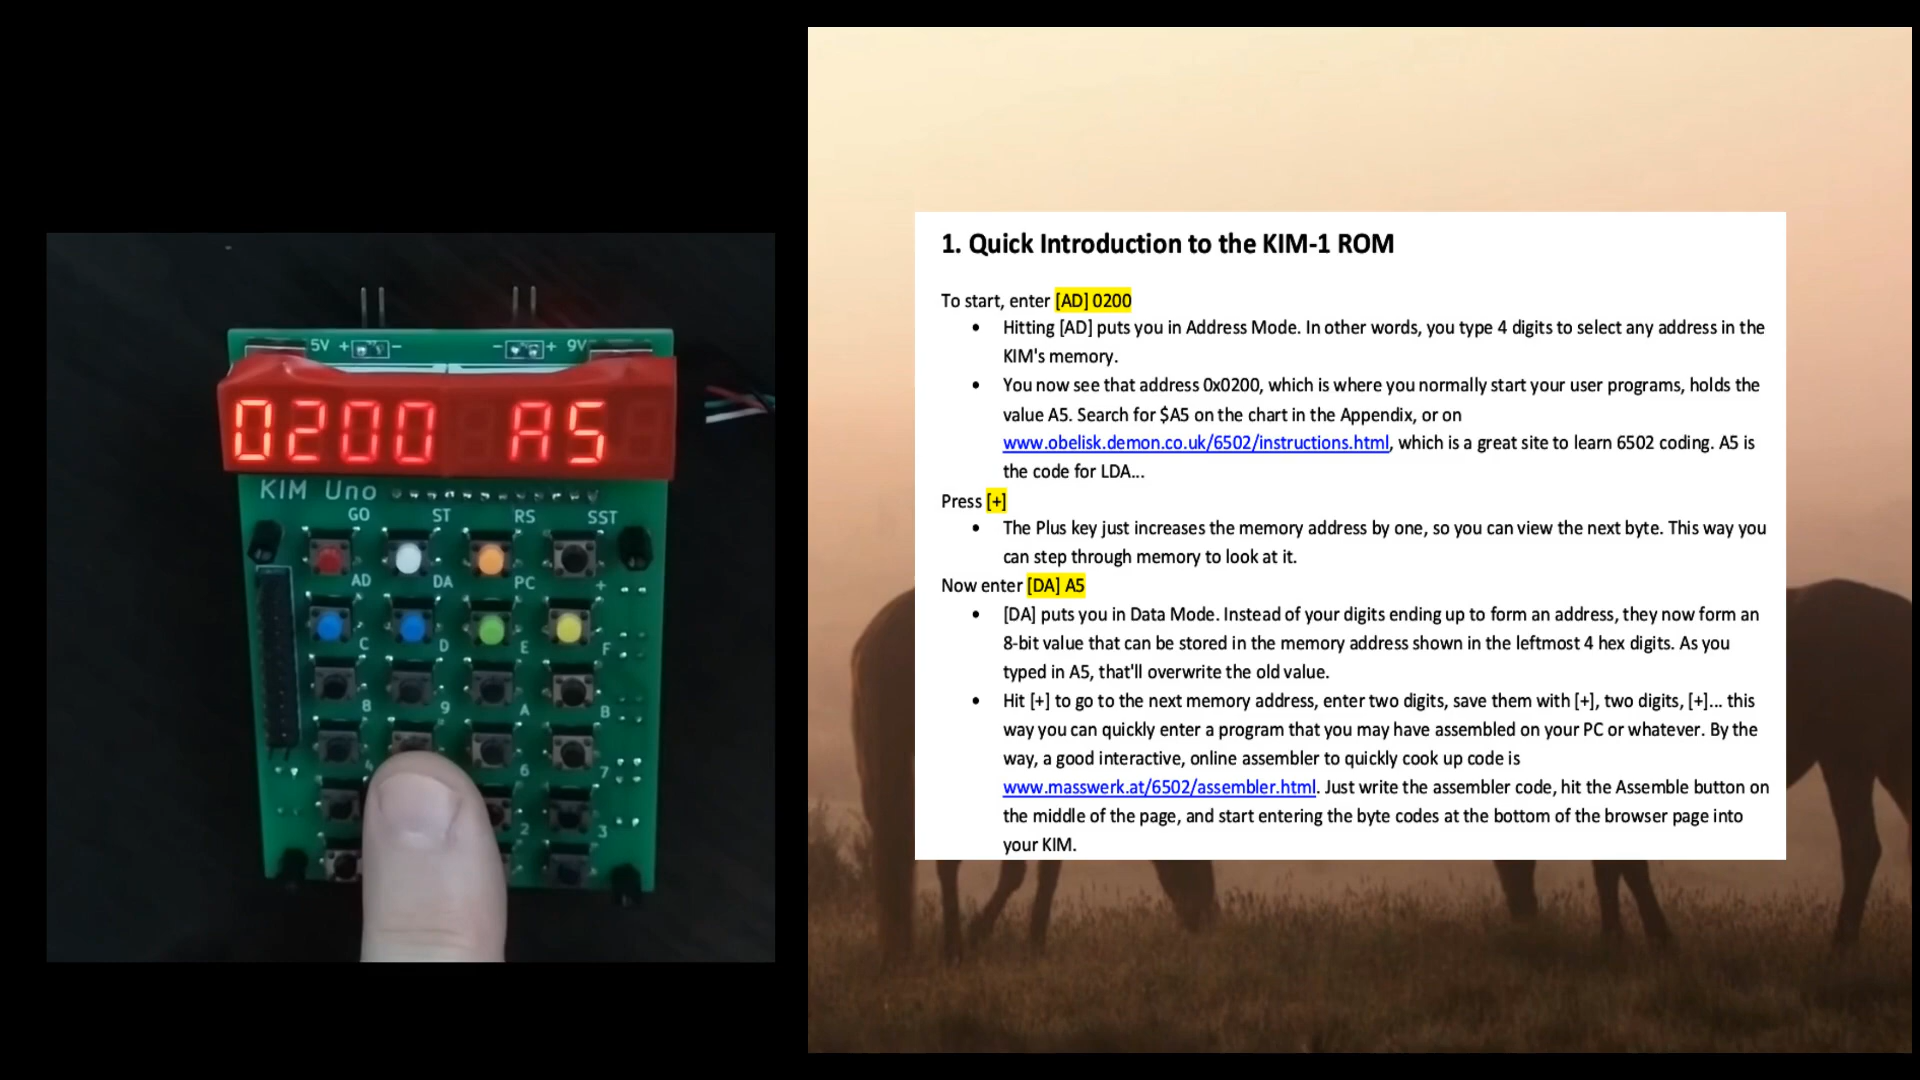 5V + - - + 9V
0200 A5
KIM Uno
GO ST RS SST
AD DA PC +
C D E F
8 9 A B
4 6 7
2 3
1. Quick Introduction to the KIM-1 ROM
To start, enter [AD] 0200
• Hitting [AD] puts you in Address Mode. In other words, you type 4 digits to select any address in the
KIM's memory.
• You now see that address 0x0200, which is where you normally start your user programs, holds the
value A5. Search for $A5 on the chart in the Appendix, or on
www.obelisk.demon.co.uk/6502/instructions.html, which is a great site to learn 6502 coding. A5 is
the code for LDA...
Press [+]
• The Plus key just increases the memory address by one, so you can view the next byte. This way you
can step through memory to look at it.
Now enter [DA] A5
• [DA] puts you in Data Mode. Instead of your digits ending up to form an address, they now form an
8-bit value that can be stored in the memory address shown in the leftmost 4 hex digits. As you
typed in A5, that'll overwrite the old value.
• Hit [+] to go to the next memory address, enter two digits, save them with [+], two digits, [+]... this
way you can quickly enter a program that you may have assembled on your PC or whatever. By the
way, a good interactive, online assembler to quickly cook up code is
www.masswerk.at/6502/assembler.html. Just write the assembler code, hit the Assemble button on
the middle of the page, and start entering the byte codes at the bottom of the browser page into
your KIM.